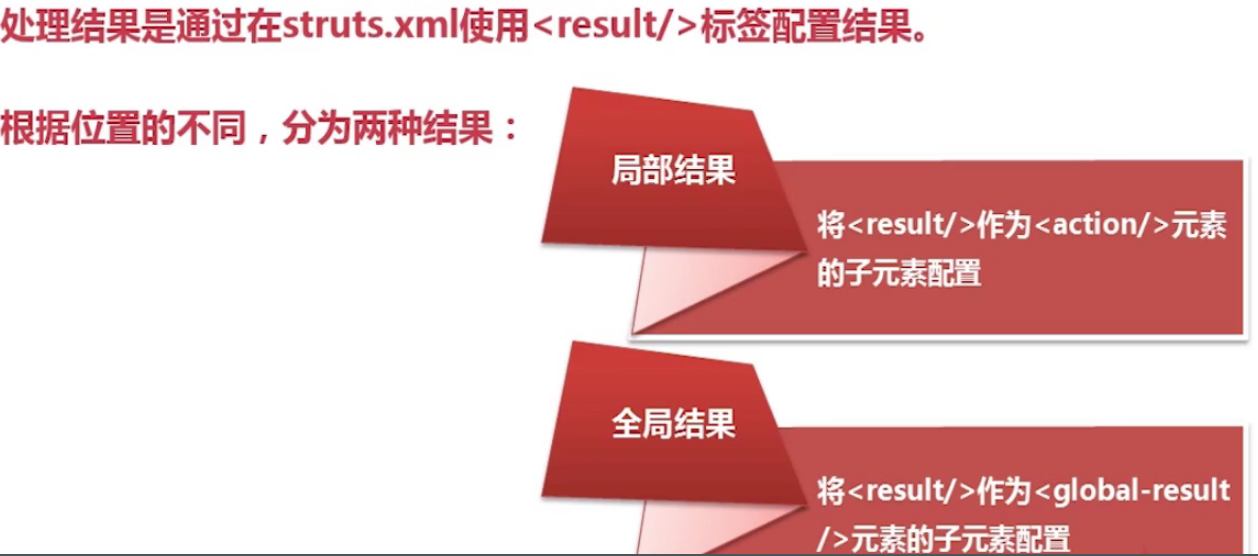 处理结果是通过在struts.xml使用<result/>标签配置结果。
根据位置的不同，分为两种结果：
局部结果
将<result/>作为<action/>元素
的子元素配置
全局结果
将<result/>作为<global-result
/>元素的子元素配置